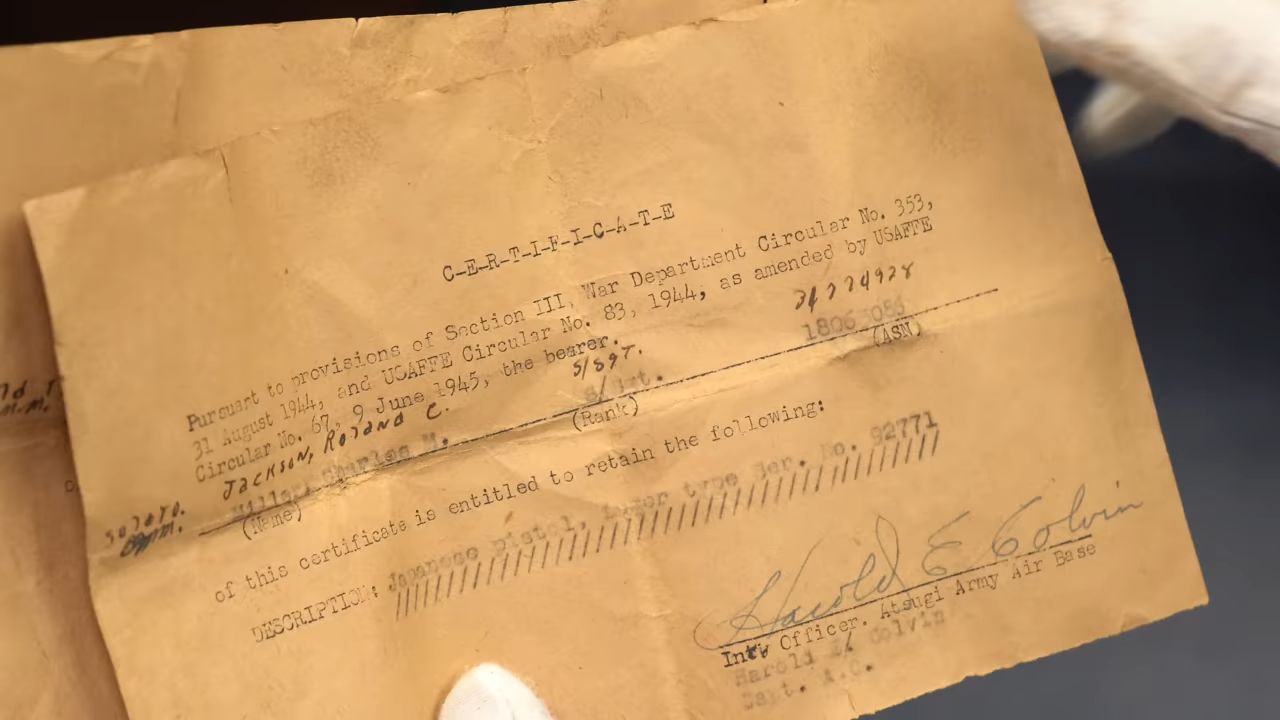 C-E-R-T-I-F-I-C-A-T-E
Pursuant to provisions of Section III, War Department Circular No. 353,
31 August 1944, and USAFFE Circular No. 83, 1944, as amended by USAFFE
Circular No. 67, 9 June 1945, the bearer.
JACKSON, ROLAND C. S/SGT. 34774928
Charles M.
(Name) (Rank) (ASN)
of this certificate is entitled to retain the following:
DESCRIPTION: Japanese pistol, Luger type Ser. No. 92771
Harold E Colvin
Officer. Atsugi Army Air Base
Harold Colvin
Capt. A.C.